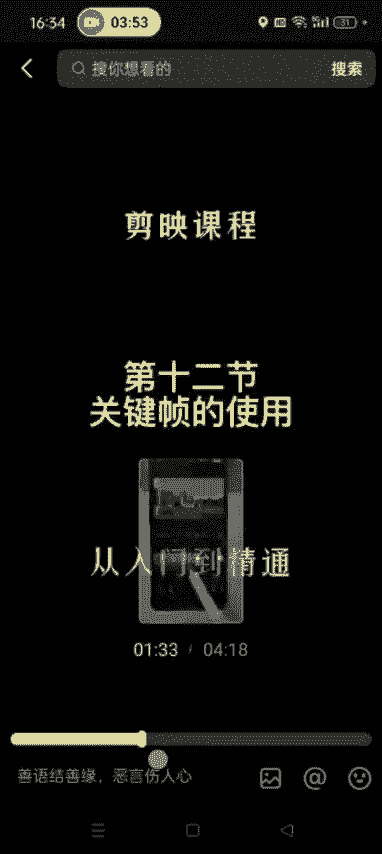 16:34
03:53
31
搜你想看的
搜索
剪映课程
第十二节
关键帧的使用
从入门到精通
01:33 / 04:18
善语结善缘，恶言伤人心
@